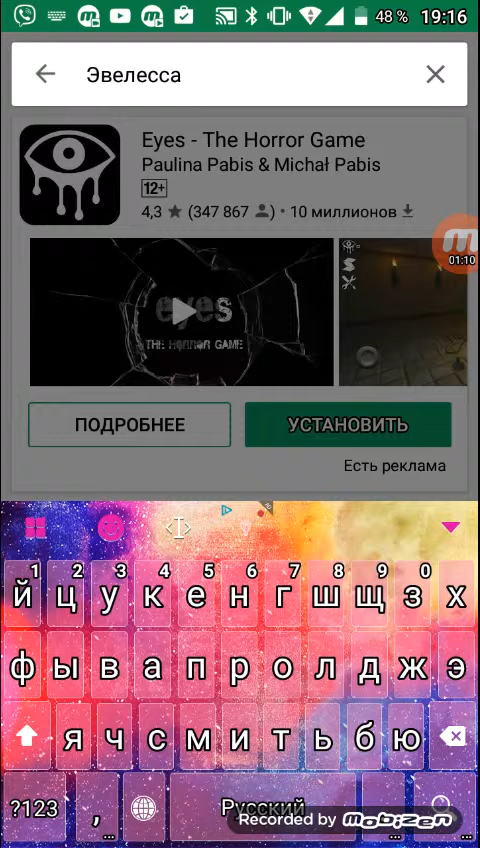 48 % 19:16
Эвелесса
Eyes - The Horror Game
Paulina Pabis & Michał Pabis
12+
4,3 ★ (347 867) • 10 миллионов
01:10
eyes
THE HORROR GAME
ПОДРОБНЕЕ УСТАНОВИТЬ
Есть реклама
1 2 3 4 5 6 7 8 9 0
й ц у к е н г ш щ з х
ф ы в а п р о л д ж э
я ч с м и т ь б ю
?123 , Русский
Recorded by Mobizen